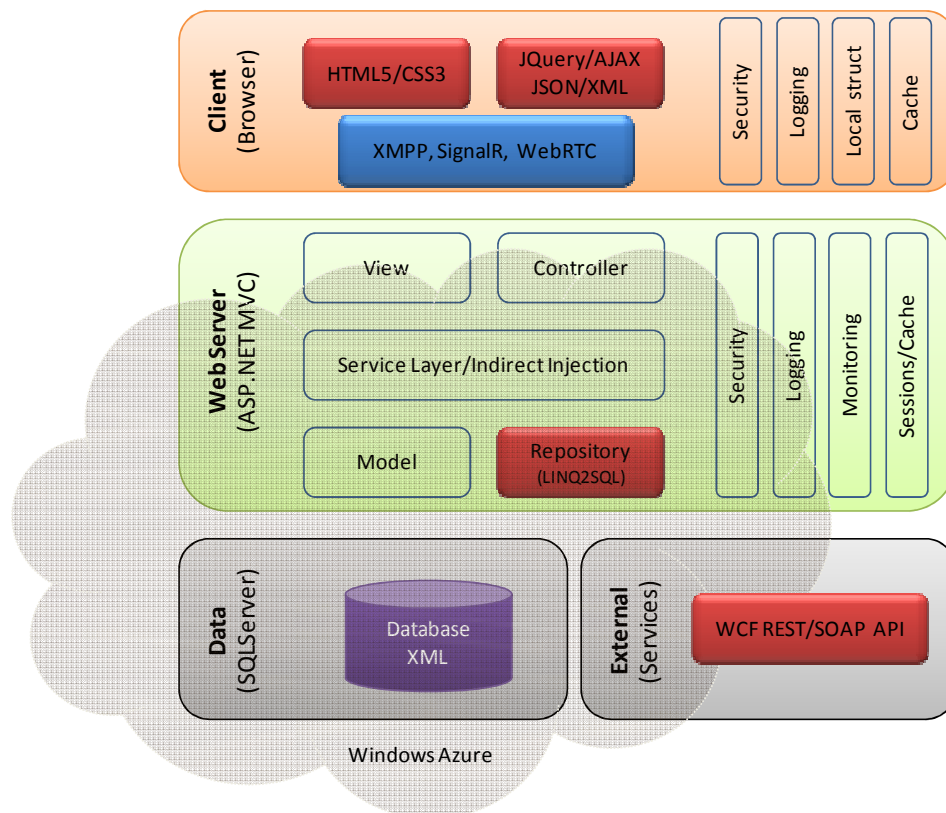 Client
(Browser)
HTML5/CSS3
JQuery/AJAX
JSON/XML
XMPP, SignalR, WebRTC
Security
Logging
Local struct
Cache
Web Server
(ASP.NET MVC)
View
Controller
Service Layer/Indirect Injection
Model
Repository
(LINQ2SQL)
Security
Logging
Monitoring
Sessions/Cache
Data
(SQLServer)
Database
XML
External
(Services)
WCF REST/SOAP API
Windows Azure